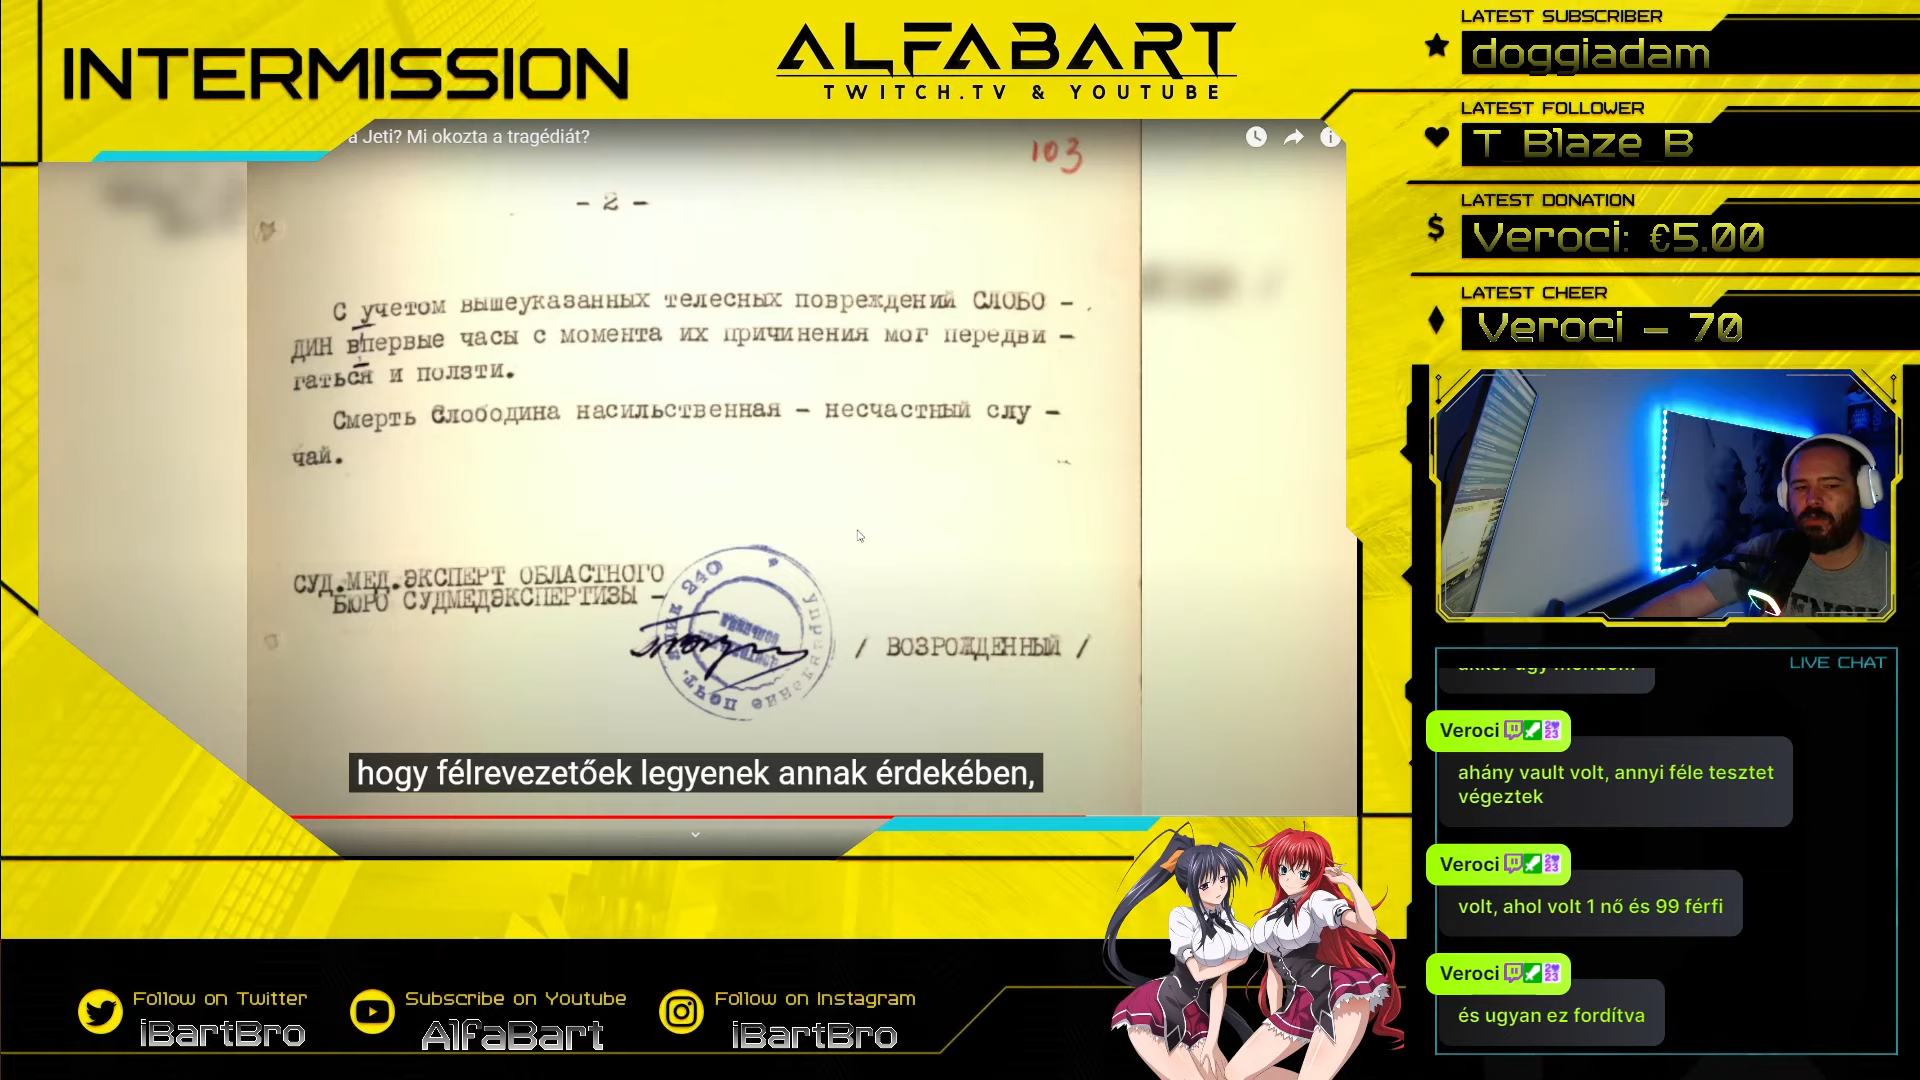 INTERMISSION
ALFABART
TWITCH.TV & YOUTUBE
LATEST SUBSCRIBER
doggiadam
LATEST FOLLOWER
T_Blaze_B
LATEST DONATION
$ Veroci: €5.00
LATEST CHEER
Veroci - 70
a Jeti? Mi okozta a tragédiát?
103
- 2 -
С учетом вышеуказанных телесных повреждений СЛОБО -
ДИН впервые часы с момента их причинения мог передви -
гаться и ползти.
Смерть Слободина насильственная - несчастный слу -
чай.
СУД.МЕД.ЭКСПЕРТ ОБЛАСТНОГО
БЮРО СУДМЕДЭКСПЕРТИЗЫ -
/ ВОЗРОЖДЕННЫЙ /
hogy félrevezetőek legyenek annak érdekében,
LIVE CHAT
Veroci
ahány vault volt, annyi féle tesztet
végeztek
Veroci
volt, ahol volt 1 nő és 99 férfi
Veroci
és ugyan ez fordítva
Follow on Twitter
iBartBro
Subscribe on Youtube
AlfaBart
Follow on Instagram
iBartBro